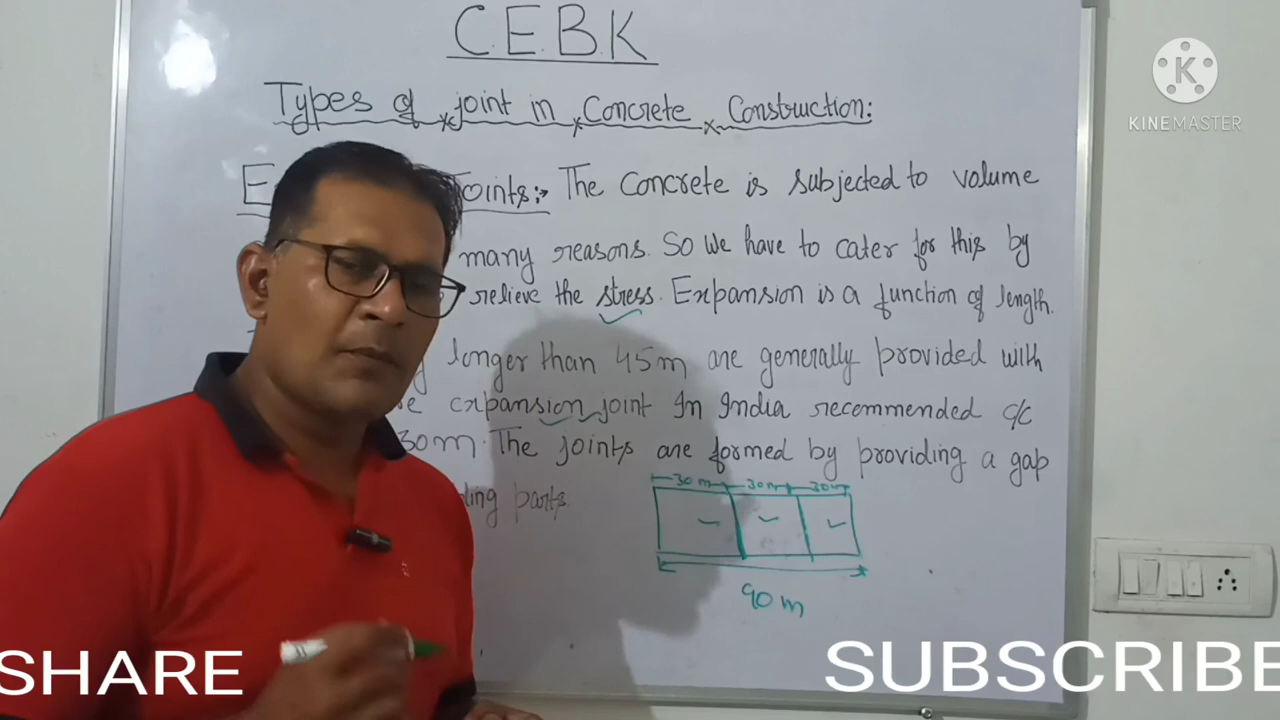 C.E.B.K
Types of joint in Concrete Construction:
Joints:→ The Concrete is subjected to volume
many reasons. So we have to cater for this by
relieve the stress. Expansion is a function of length.
longer than 45m are generally provided with
expansion joint In India recommended c/c
30m. The joints are formed by providing a gap
parts.
30 m 30m 30m
90 m
K
KINEMASTER
SHARE
SUBSCRIBE